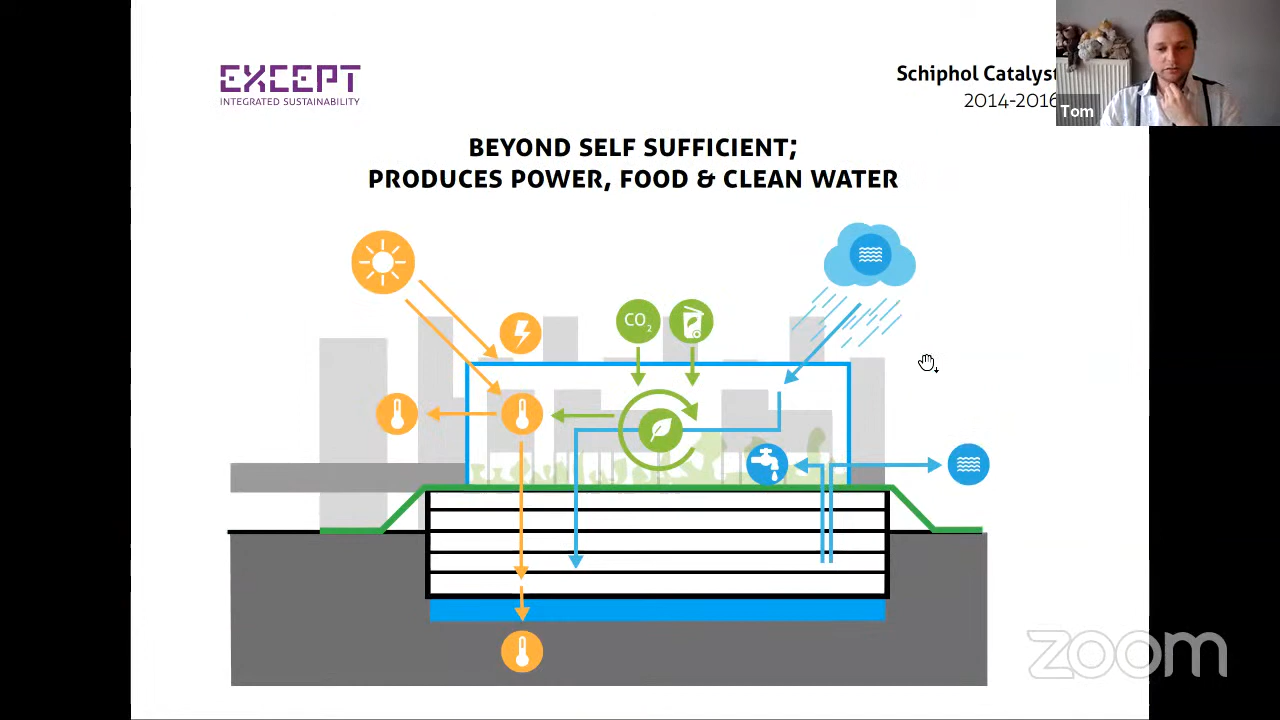 EXCEPT
INTEGRATED SUSTAINABILITY
Schiphol Catalyst
2014-2016
Tom
BEYOND SELF SUFFICIENT;
PRODUCES POWER, FOOD & CLEAN WATER
CO2
zoom